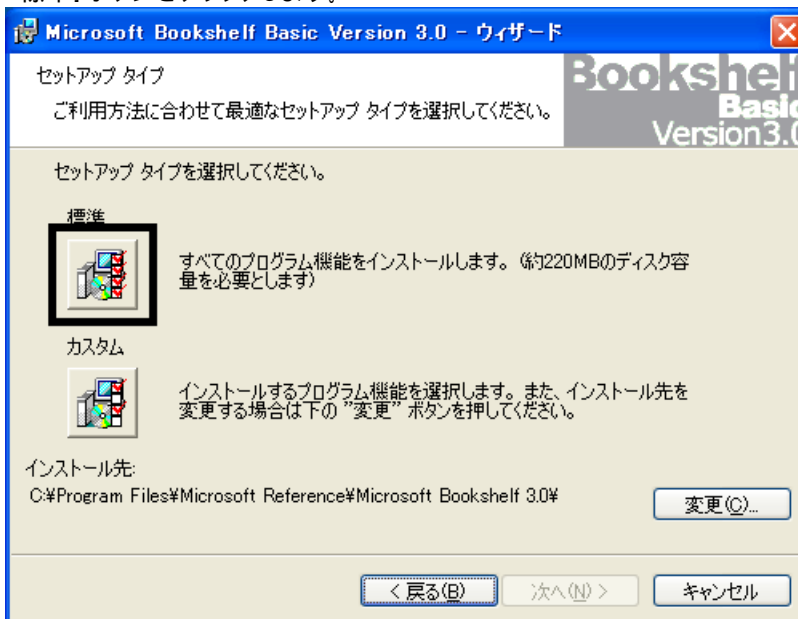 Microsoft Bookshelf Basic Version 3.0 - ウィザード
セットアップ タイプ
ご利用方法に合わせて最適なセットアップ タイプを選択してください。
Bookshelf
Basic
Version3.0
セットアップ タイプを選択してください。
標準
すべてのプログラム機能をインストールします。 (約220MBのディスク容
量を必要とします)
カスタム
インストールするプログラム機能を選択します。また、インストール先を
変更する場合は下の "変更" ボタンを押してください。
インストール先:
C:¥Program Files¥Microsoft Reference¥Microsoft Bookshelf 3.0¥
変更(C)...
< 戻る(B)
次へ(N) >
キャンセル